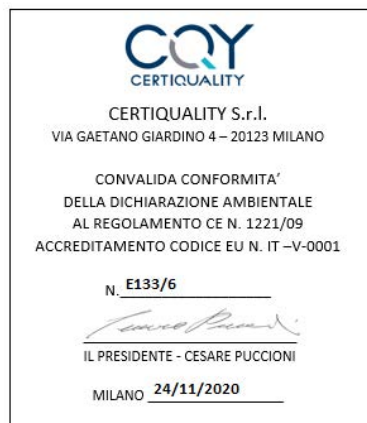 CQY
CERTIQUALITY
CERTIQUALITY S.r.l.
VIA GAETANO GIARDINO 4 – 20123 MILANO
CONVALIDA CONFORMITA’
DELLA DICHIARAZIONE AMBIENTALE
AL REGOLAMENTO CE N. 1221/09
ACCREDITAMENTO CODICE EU N. IT –V-0001
N. E133/6
IL PRESIDENTE - CESARE PUCCIONI
MILANO 24/11/2020